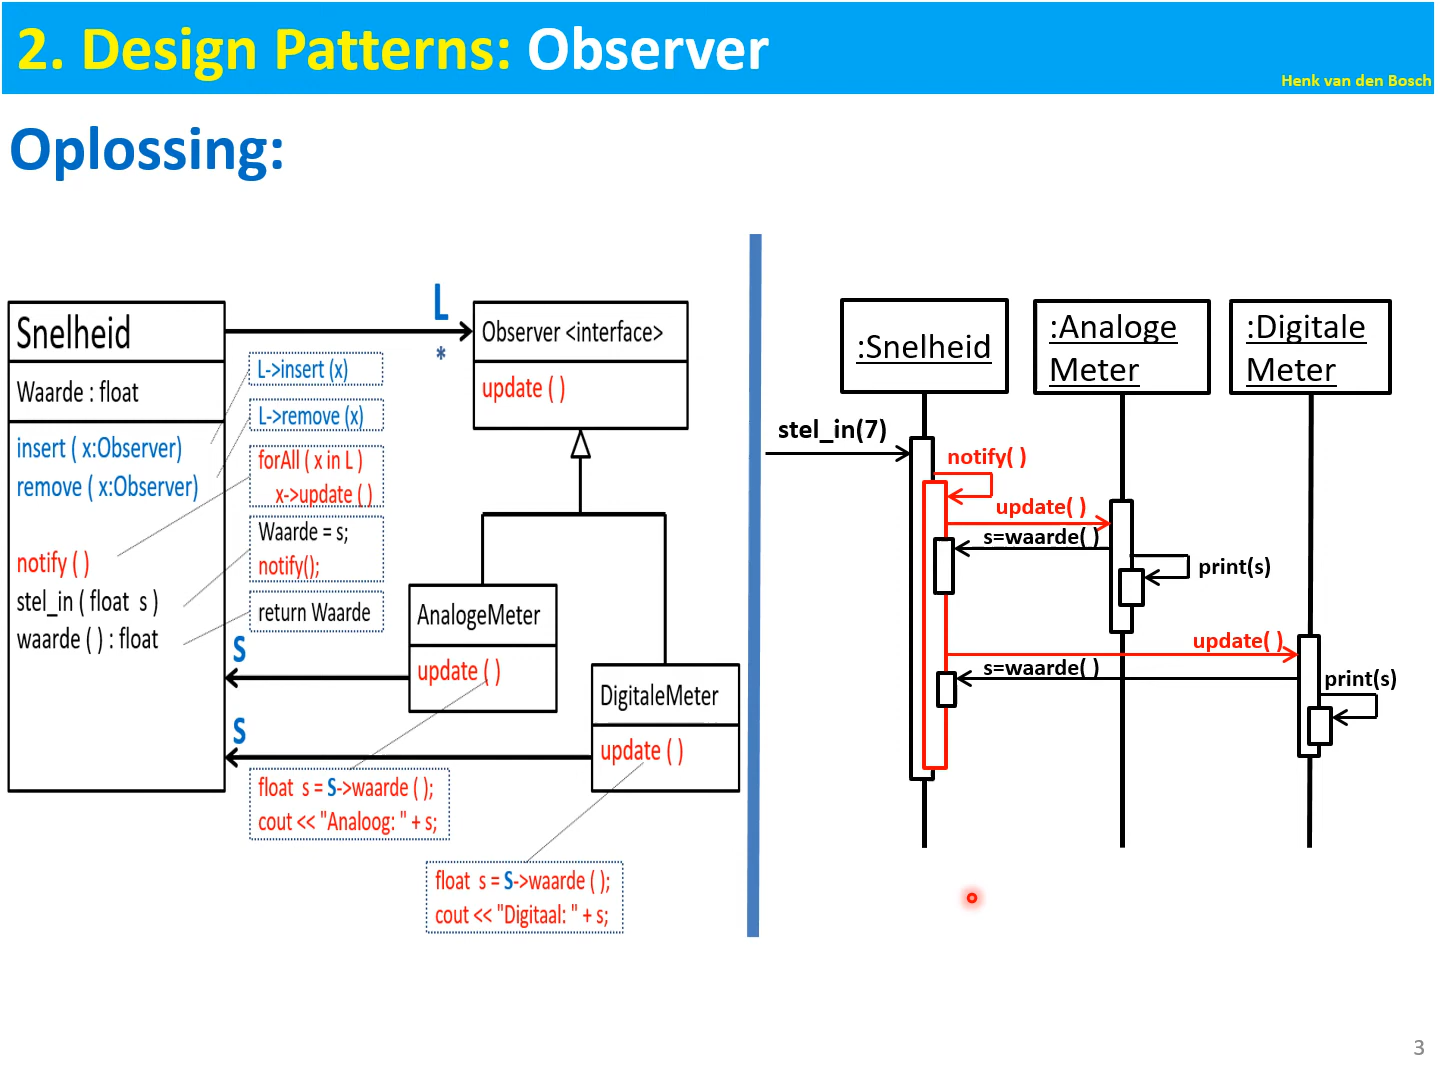 2. Design Patterns: Observer
Henk van den Bosch
Oplossing:
Snelheid
Waarde : float
insert ( x:Observer)
remove ( x:Observer)
notify ( )
stel_in ( float s )
waarde ( ) : float
L
*
L->insert (x)
L->remove (x)
forAll ( x in L )
x->update ( )
Waarde = s;
notify();
return Waarde
Observer <interface>
update ( )
AnalogeMeter
update ( )
S
DigitaleMeter
update ( )
S
float s = S->waarde ( );
cout << "Analoog: " + s;
float s = S->waarde ( );
cout << "Digitaal: " + s;
:Snelheid
:Analoge
Meter
:Digitale
Meter
stel_in(7)
notify( )
update( )
s=waarde( )
print(s)
update( )
s=waarde( )
print(s)
3